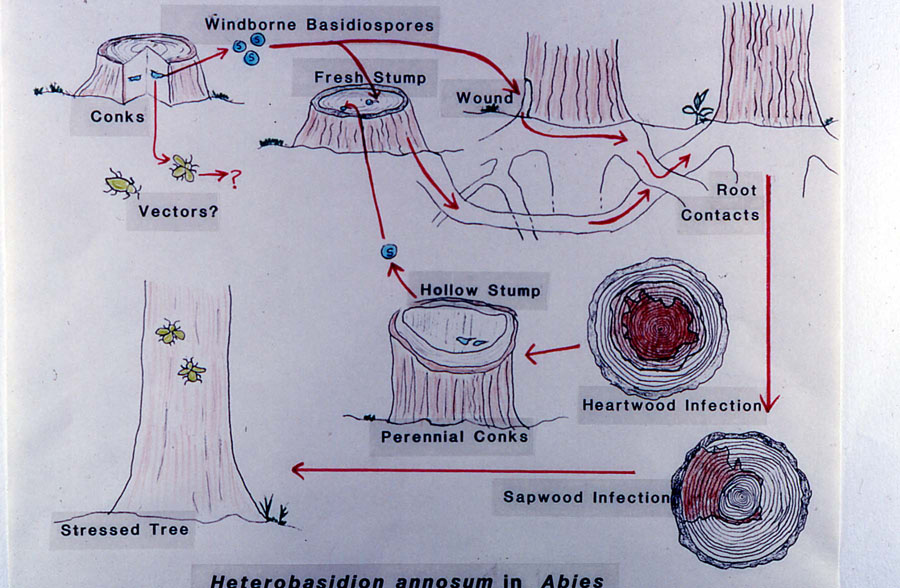 Windborne Basidiospores
S
S
S
Fresh Stump
Wound
Conks
Root
Contacts
Vectors?
?
S
Hollow Stump
Heartwood Infection
Perennial Conks
Sapwood Infection
Stressed Tree
Heterobasidion annosum in Abies